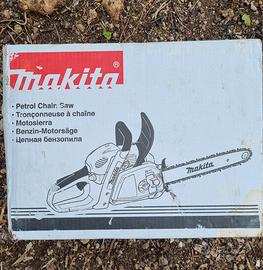 Makita®
· Petrol Chain Saw
· Tronçonneuse à chaîne
· Motosierra
· Benzin-Motorsäge
· Цепная бензопила
Makita